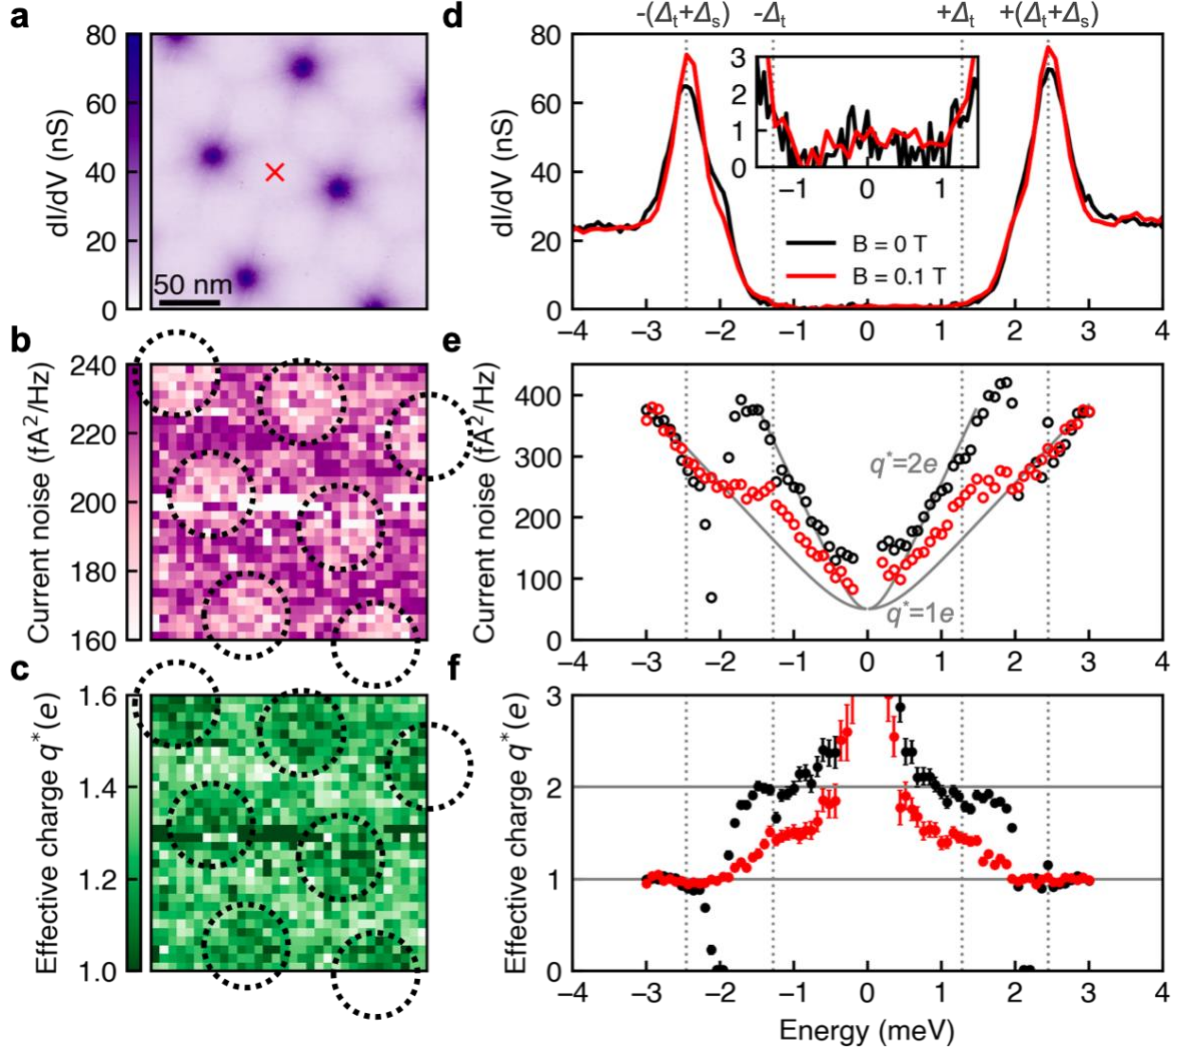 a
80
60
40
20
0
dI/dV (nS)
50 nm
b
240
220
200
180
160
Current noise (fA²/Hz)
c
1.6
1.4
1.2
1.0
Effective charge q*(e)
d
-(Δt+Δs) -Δt +Δt +(Δt+Δs)
80
60
40
20
0
dI/dV (nS)
3
2
1
0
−1 0 1
B = 0 T
B = 0.1 T
−4 −3 −2 −1 0 1 2 3 4
e
400
300
200
100
0
Current noise (fA²/Hz)
q*=2e
q*=1e
−4 −3 −2 −1 0 1 2 3 4
f
3
2
1
0
Effective charge q*(e)
−4 −3 −2 −1 0 1 2 3 4
Energy (meV)